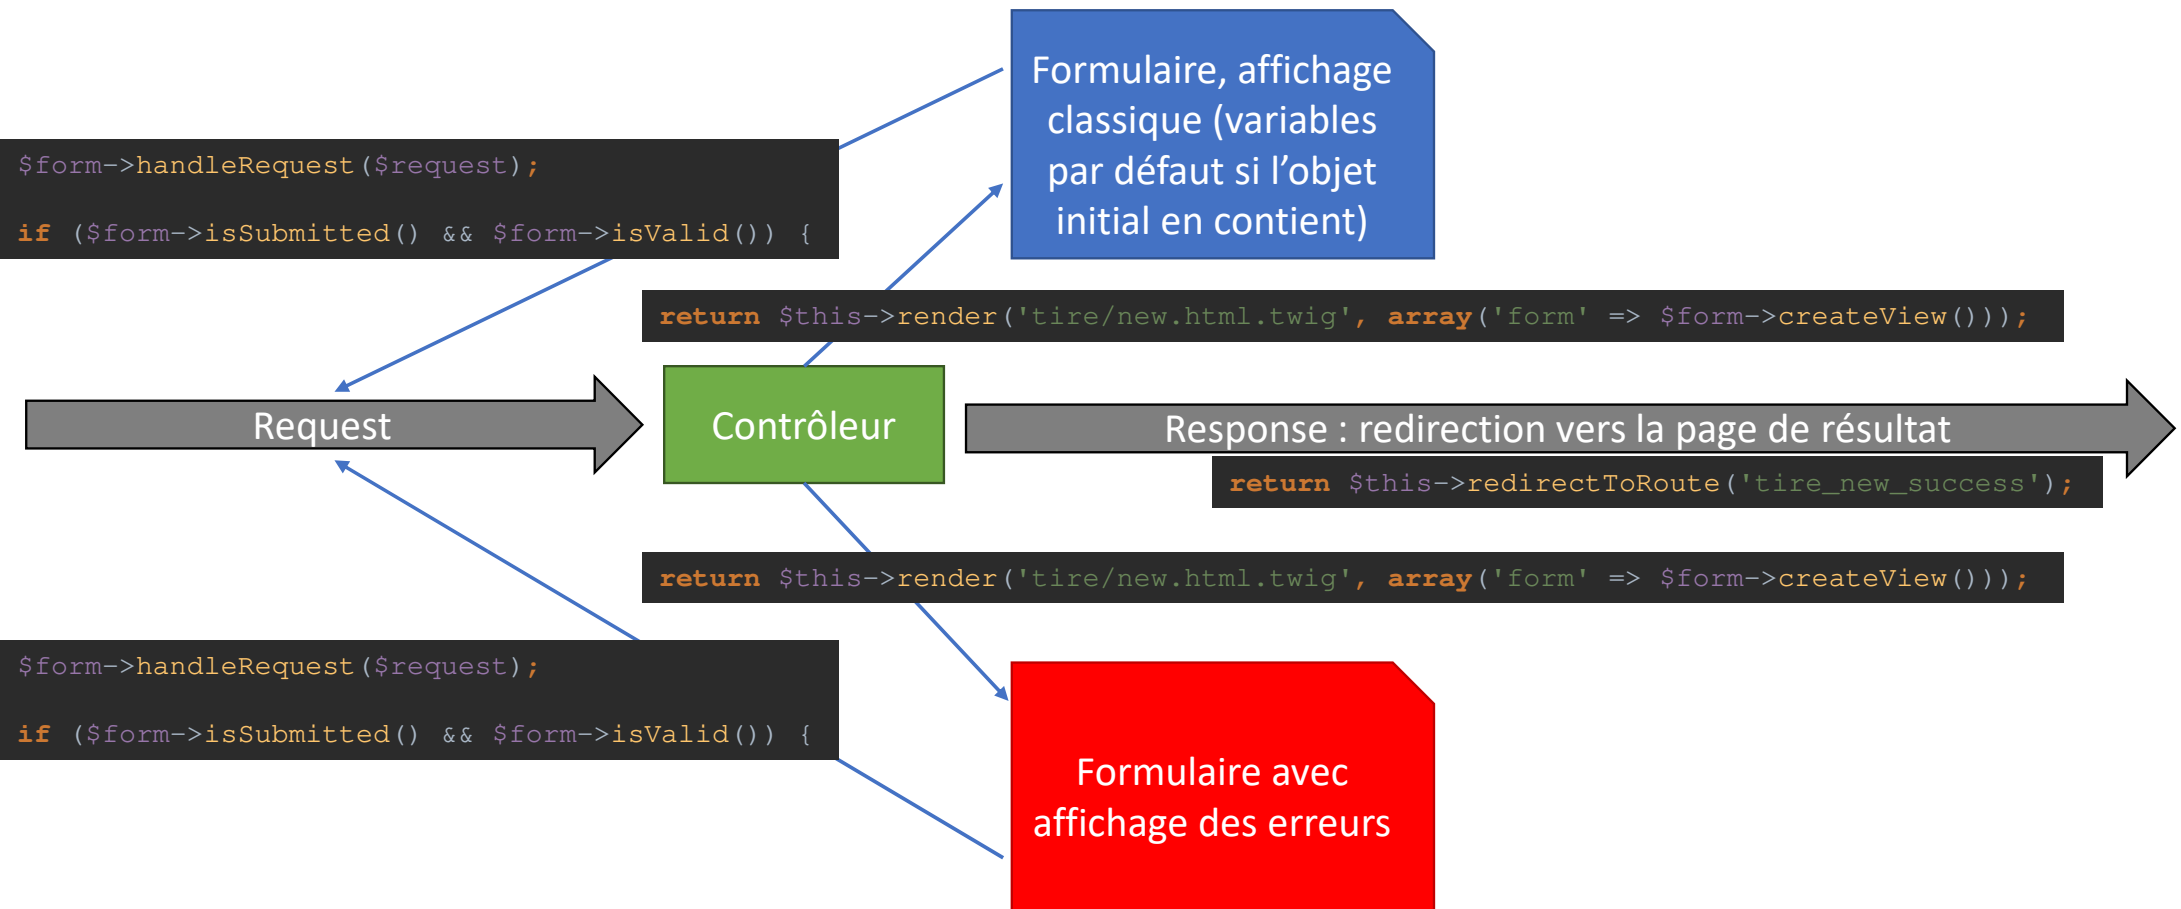 Formulaire, affichage
classique (variables
par défaut si l’objet
initial en contient)
$form->handleRequest($request);
if ($form->isSubmitted() && $form->isValid()) {
return $this->render('tire/new.html.twig', array('form' => $form->createView()));
Request
Contrôleur
Response : redirection vers la page de résultat
return $this->redirectToRoute('tire_new_success');
return $this->render('tire/new.html.twig', array('form' => $form->createView()));
$form->handleRequest($request);
if ($form->isSubmitted() && $form->isValid()) {
Formulaire avec
affichage des erreurs